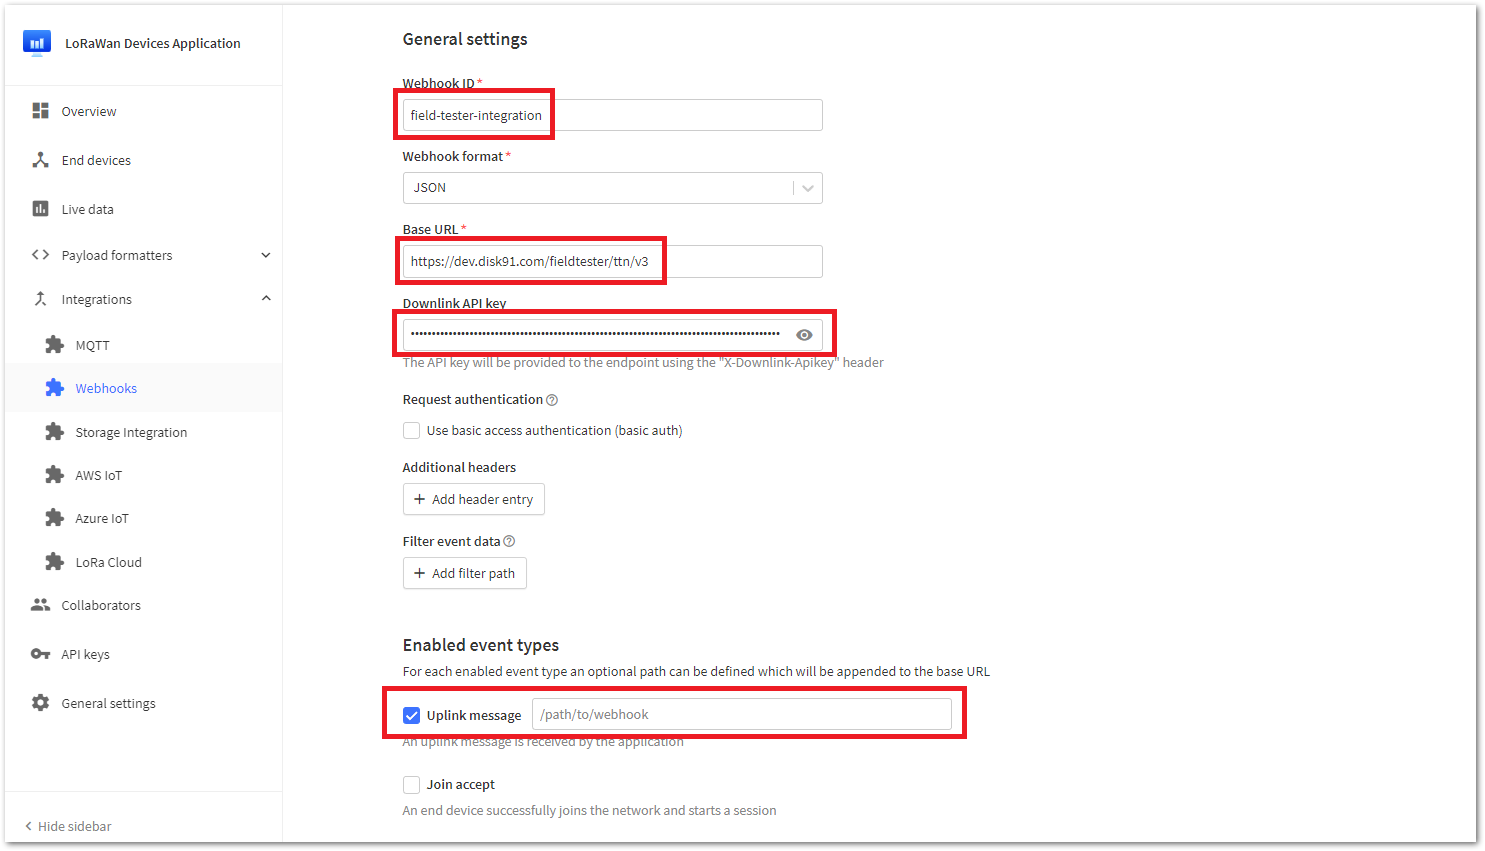 LoRaWan Devices Application
Overview
End devices
Live data
Payload formatters
Integrations
MQTT
Webhooks
Storage Integration
AWS IoT
Azure IoT
LoRa Cloud
Collaborators
API keys
General settings
Hide sidebar
General settings
Webhook ID *
field-tester-integration
Webhook format *
JSON
Base URL *
https://dev.disk91.com/fieldtester/ttn/v3
Downlink API key
The API key will be provided to the endpoint using the "X-Downlink-Apikey" header
Request authentication
Use basic access authentication (basic auth)
Additional headers
+ Add header entry
Filter event data
+ Add filter path
Enabled event types
For each enabled event type an optional path can be defined which will be appended to the base URL
Uplink message /path/to/webhook
An uplink message is received by the application
Join accept
An end device successfully joins the network and starts a session